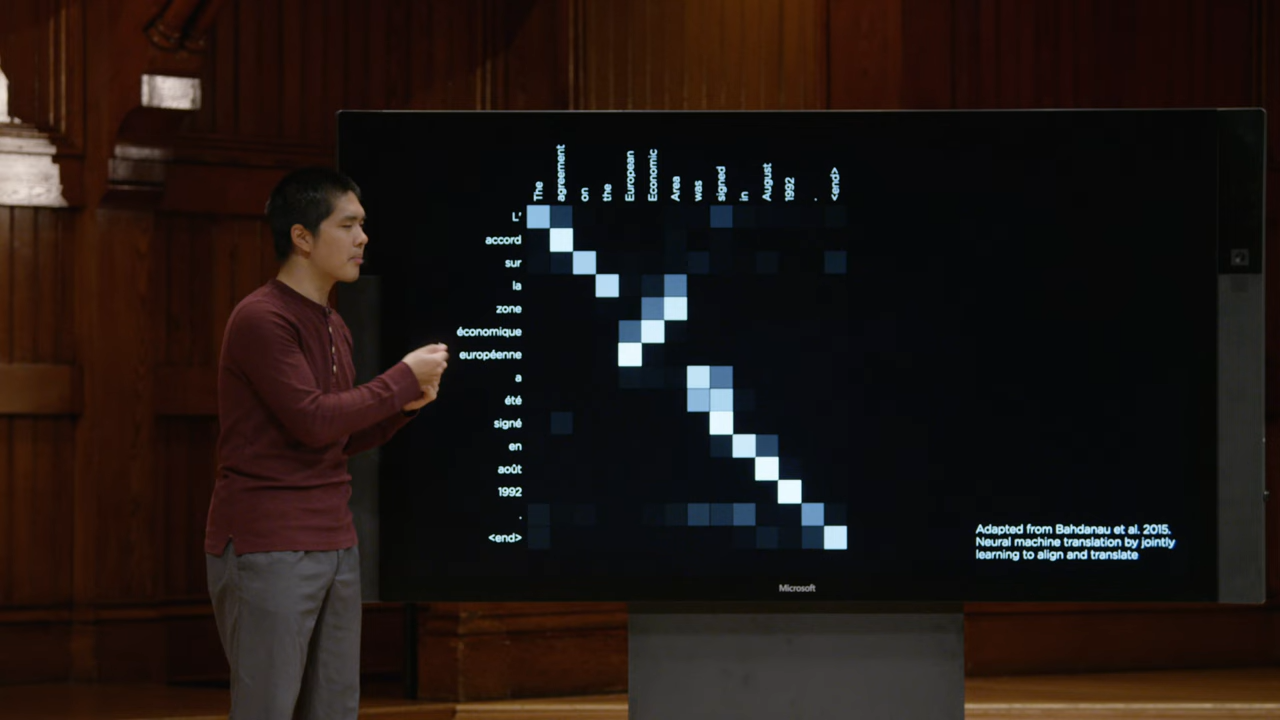 The agreement on the European Economic Area was signed in August 1992 . <end>
L'
accord
sur
la
zone
économique
européenne
a
été
signé
en
août
1992
.
<end>
Adapted from Bahdanau et al. 2015.
Neural machine translation by jointly
learning to align and translate
Microsoft